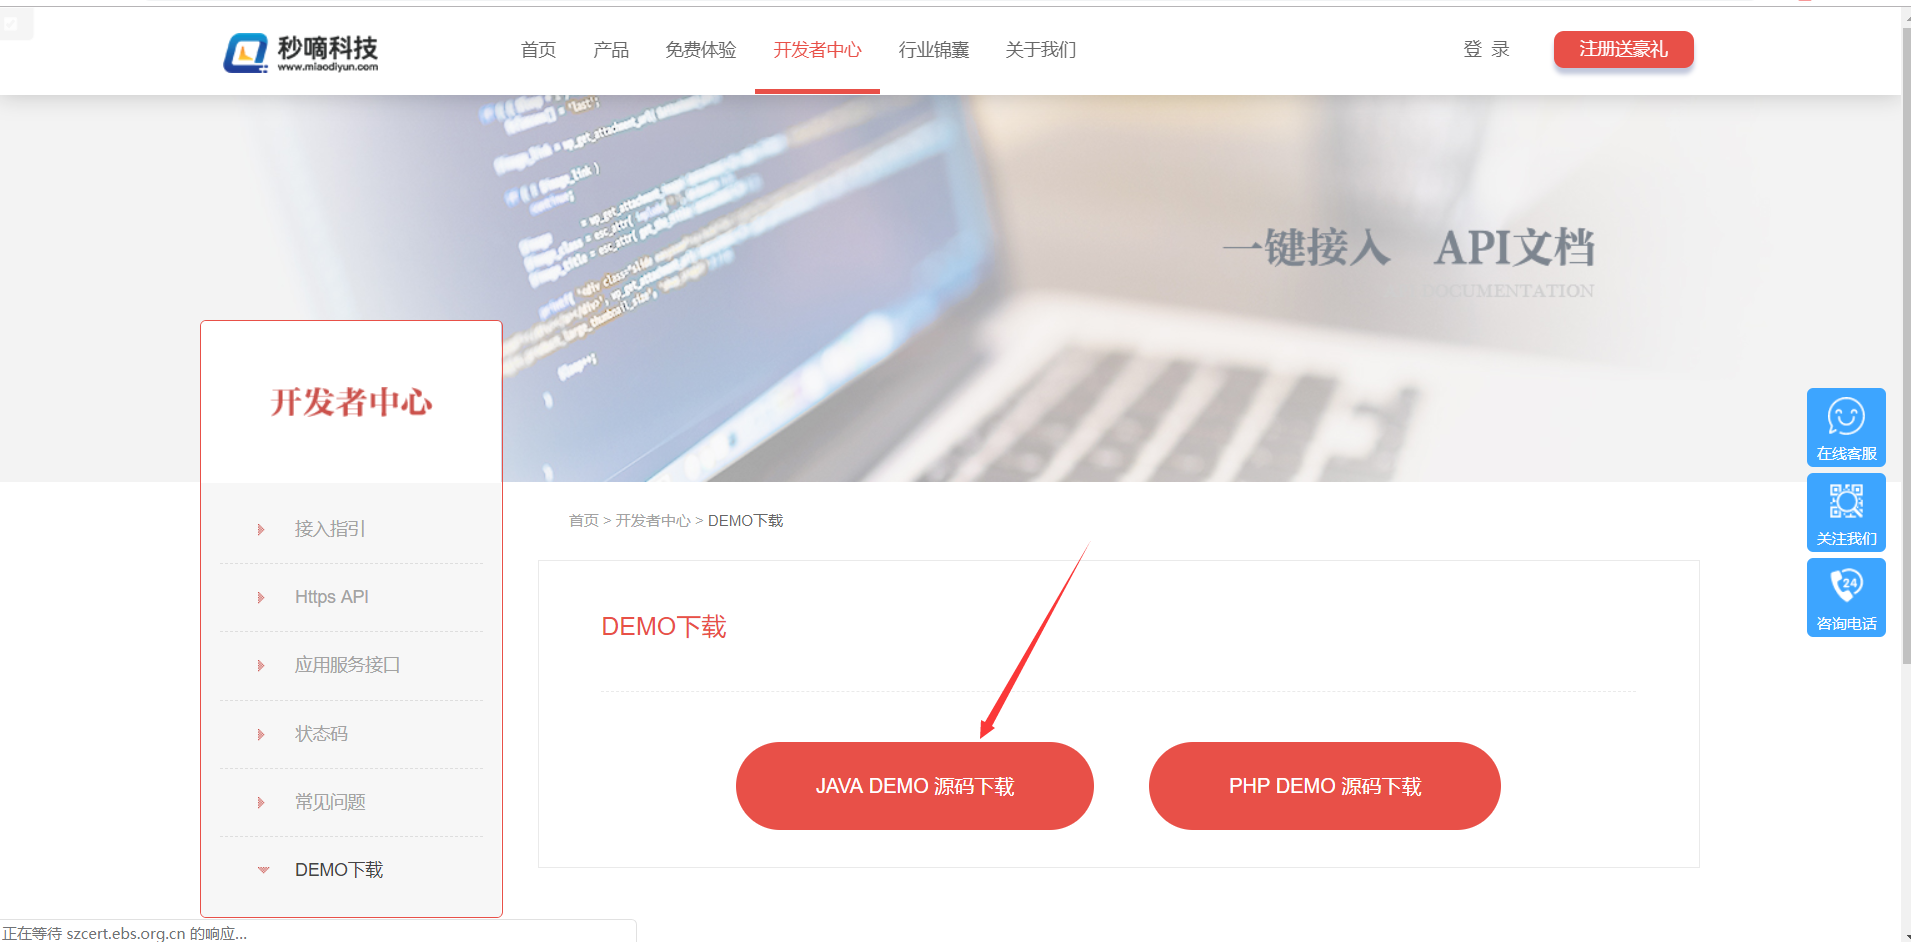 秒嘀科技
www.miaodiyun.com
首页 产品 免费体验 开发者中心 行业锦囊 关于我们 登 录 注册送豪礼
一键接入 API文档
DOCUMENTATION
开发者中心
在线客服
关注我们
24
咨询电话
接入指引
Https API
应用服务接口
状态码
常见问题
DEMO下载
首页 > 开发者中心 > DEMO下载
DEMO下载
JAVA DEMO 源码下载 PHP DEMO 源码下载
正在等待 szcert.ebs.org.cn 的响应...